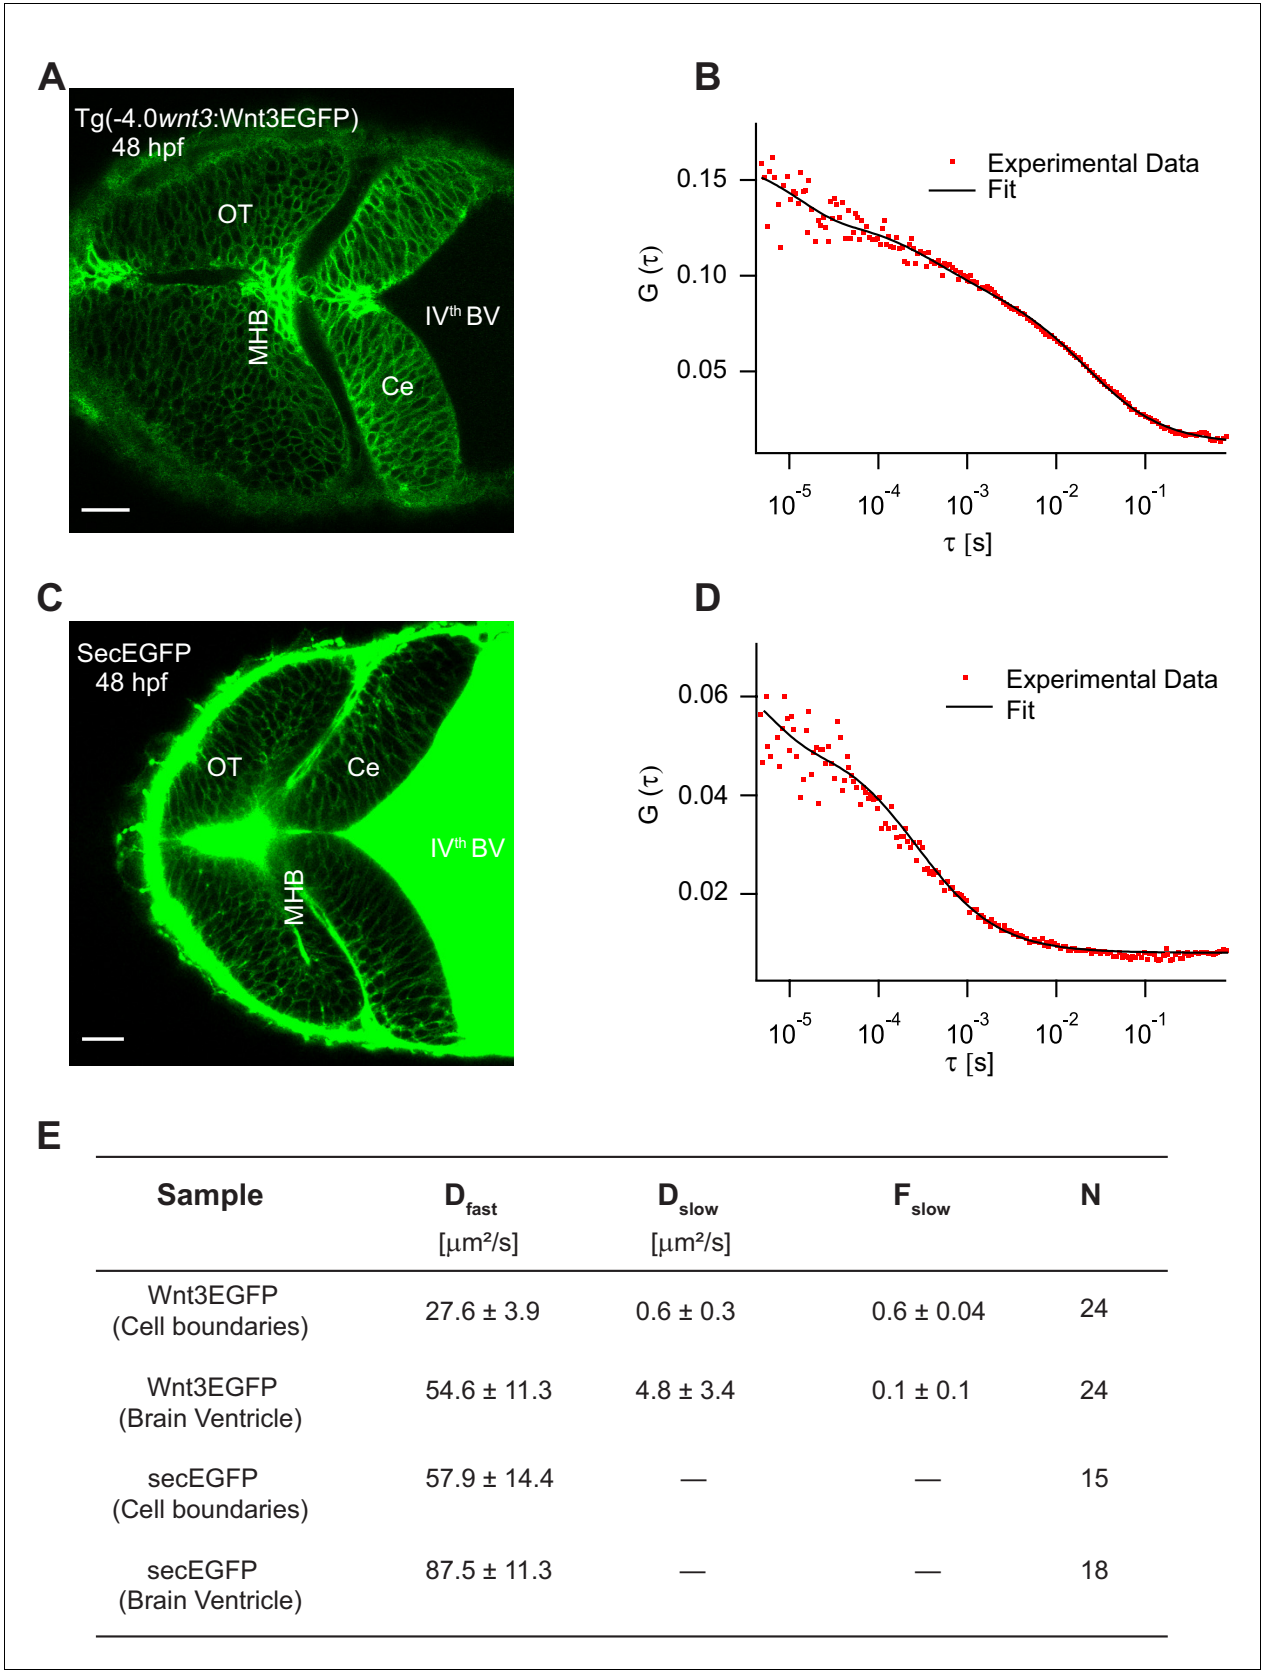 A
Tg(-4.0wnt3:Wnt3EGFP)
48 hpf
OT
MHB
IVth BV
Ce
B
Experimental Data
Fit
0.15
0.10
0.05
G (τ)
10-5 10-4 10-3 10-2 10-1
τ [s]
C
SecEGFP
48 hpf
OT
Ce
IVth BV
MHB
D
Experimental Data
Fit
0.06
0.04
0.02
G (τ)
10-5 10-4 10-3 10-2 10-1
τ [s]
E
Sample Dfast Dslow Fslow N
[μm²/s] [μm²/s]
Wnt3EGFP
(Cell boundaries) 27.6 ± 3.9 0.6 ± 0.3 0.6 ± 0.04 24
Wnt3EGFP 54.6 ± 11.3 4.8 ± 3.4 0.1 ± 0.1 24
(Brain Ventricle)
secEGFP 57.9 ± 14.4 — — 15
(Cell boundaries)
secEGFP 87.5 ± 11.3 — — 18
(Brain Ventricle)